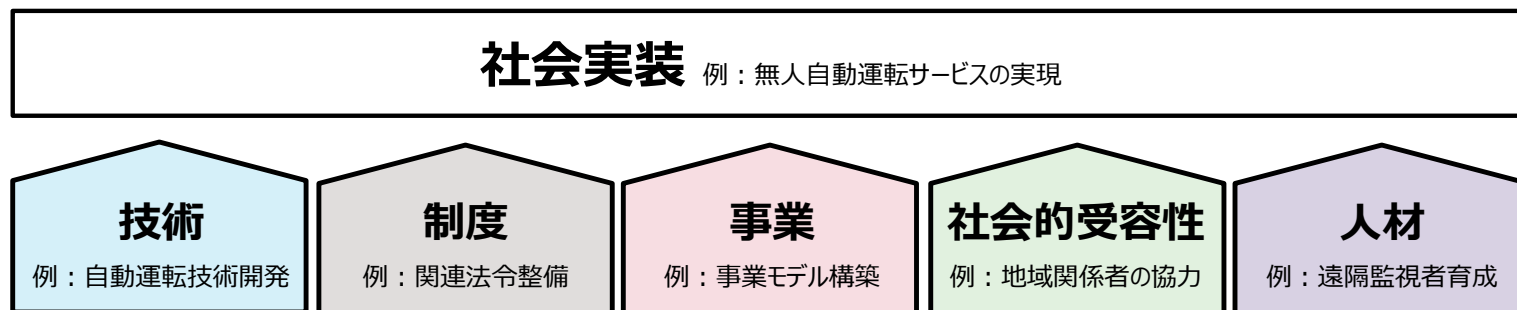 社会実装 例：無人自動運転サービスの実現
技術
例：自動運転技術開発
制度
例：関連法令整備
事業
例：事業モデル構築
社会的受容性
例：地域関係者の協力
人材
例：遠隔監視者育成